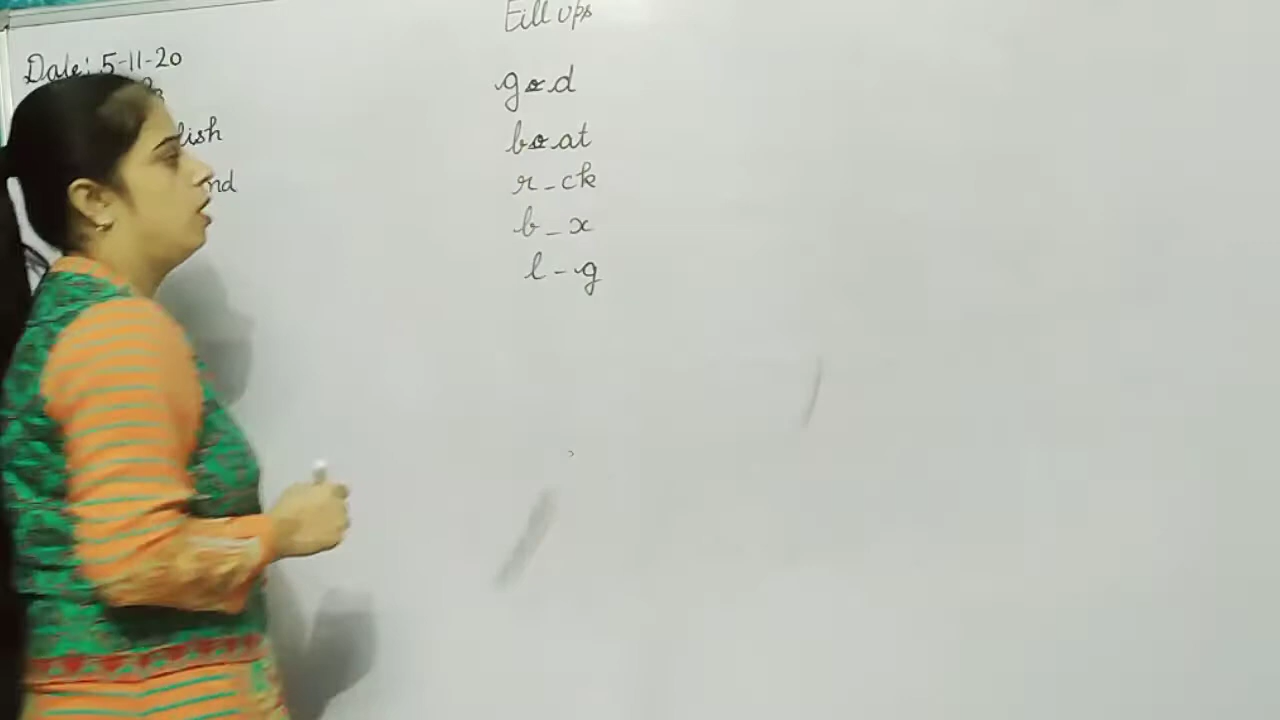 Fill ups
Date: 5-11-20
god
boat
r_ck
b_x
l-g